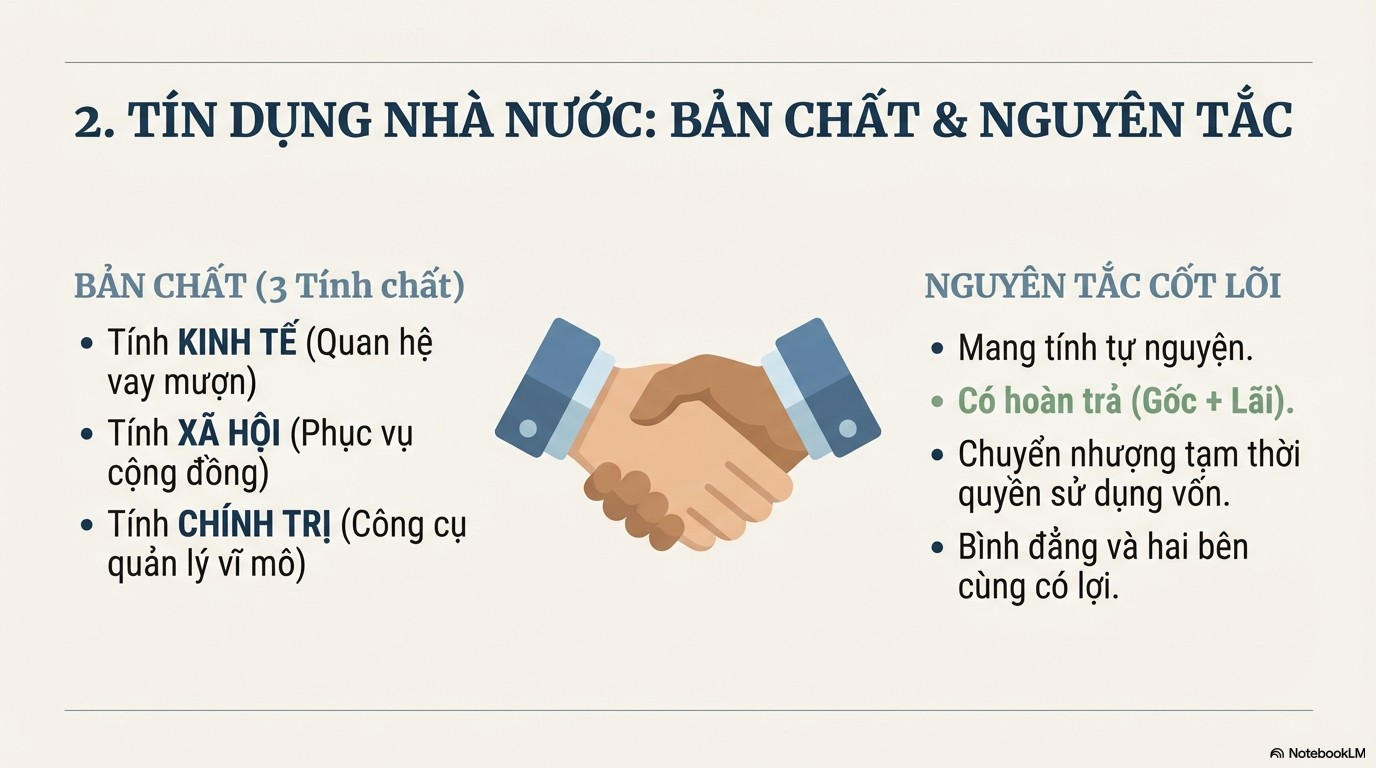 2. TÍN DỤNG NHÀ NƯỚC: BẢN CHẤT & NGUYÊN TẮC
BẢN CHẤT (3 Tính chất)
• Tính KINH TẾ (Quan hệ
vay mượn)
• Tính XÃ HỘI (Phục vụ
cộng đồng)
• Tính CHÍNH TRỊ (Công cụ
quản lý vĩ mô)
NGUYÊN TẮC CỐT LÕI
• Mang tính tự nguyện.
• Có hoàn trả (Gốc + Lãi).
• Chuyển nhượng tạm thời
quyền sử dụng vốn.
• Bình đẳng và hai bên
cùng có lợi.
NotebookLM